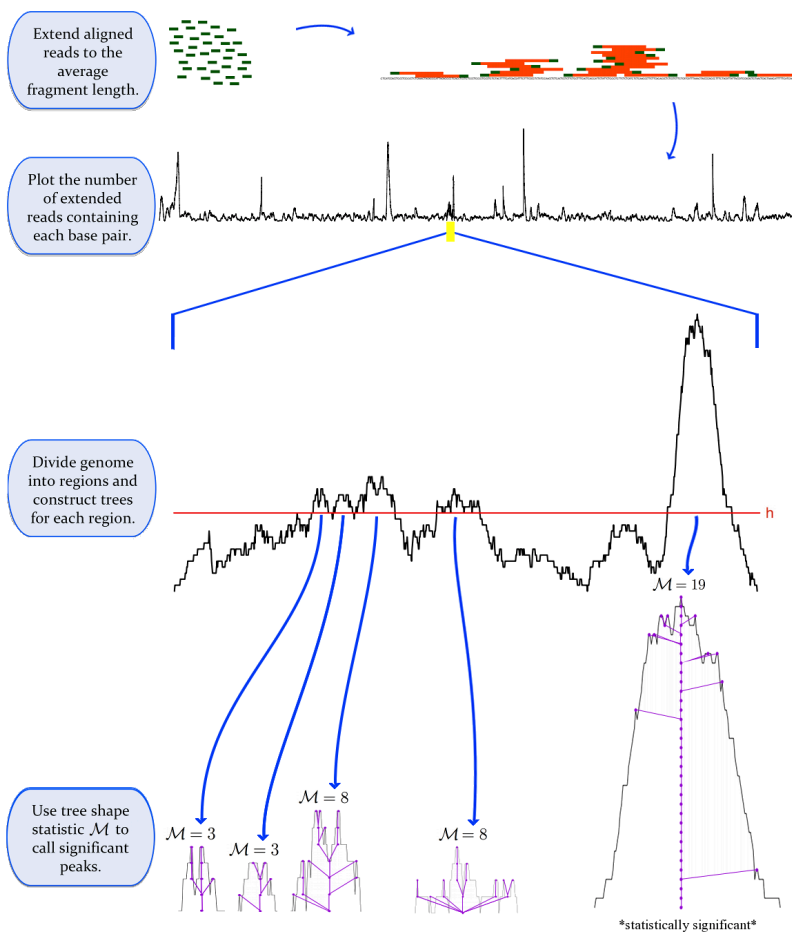 Extend aligned
reads to the
average
fragment length.
Plot the number
of extended
reads containing
each base pair.
Divide genome
into regions and
construct trees
for each region.
h
ℳ = 19
Use tree shape
statistic ℳ to
call significant
peaks.
ℳ = 3
ℳ = 3
ℳ = 8
ℳ = 8
*statistically significant*